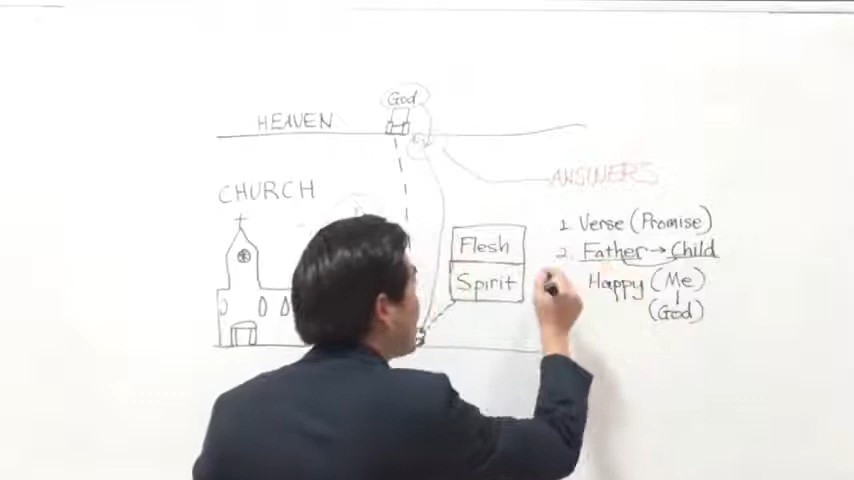 God
HEAVEN
ANSWERS
CHURCH
1. Verse (Promise)
2. Father → Child
Flesh
Spirit
Happy (Me)
(God)